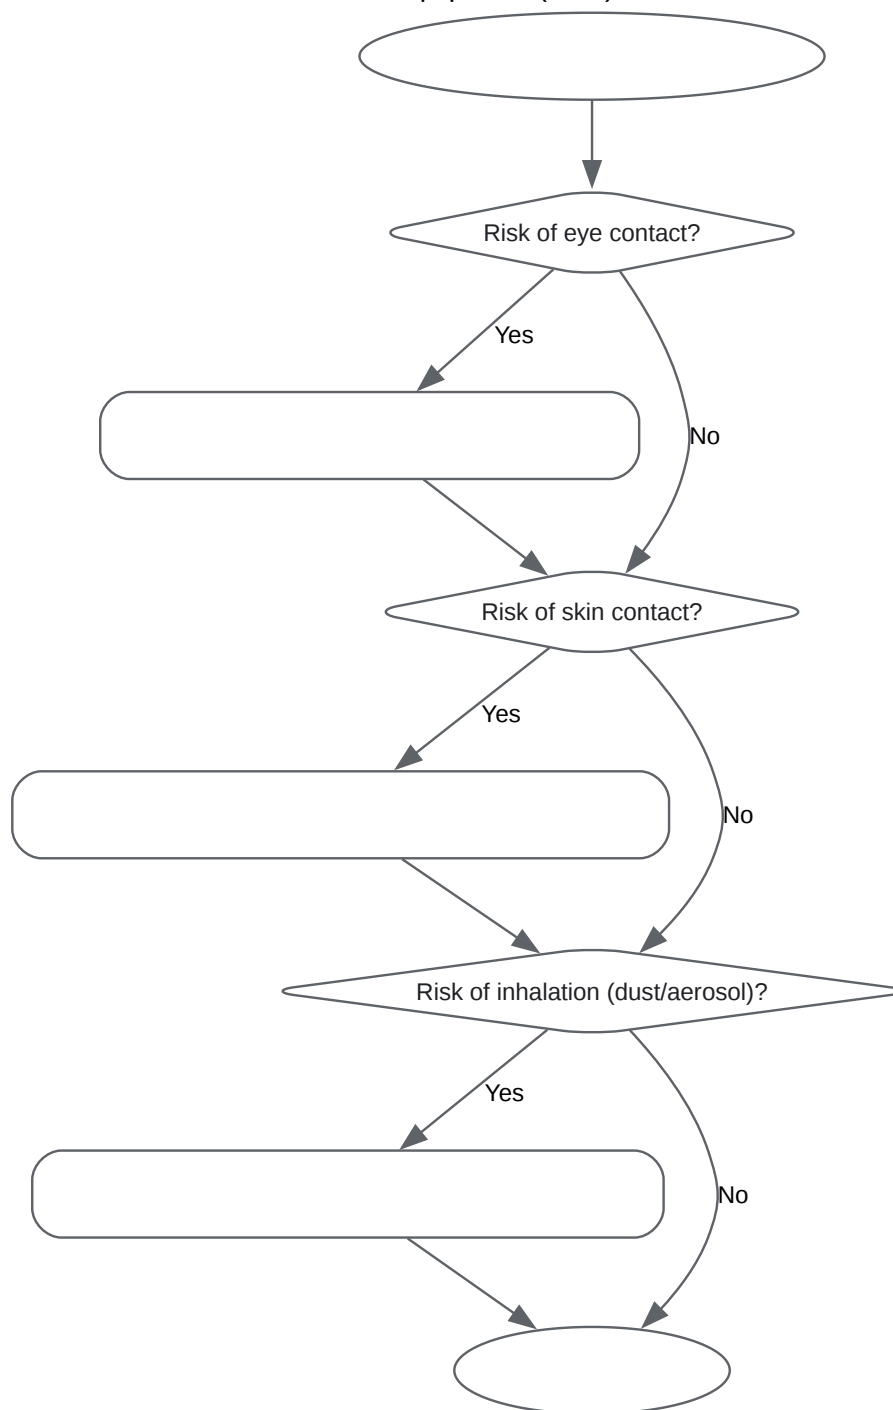 Risk of eye contact?
Yes
No
Risk of skin contact?
Yes
No
Risk of inhalation (dust/aerosol)?
Yes
No